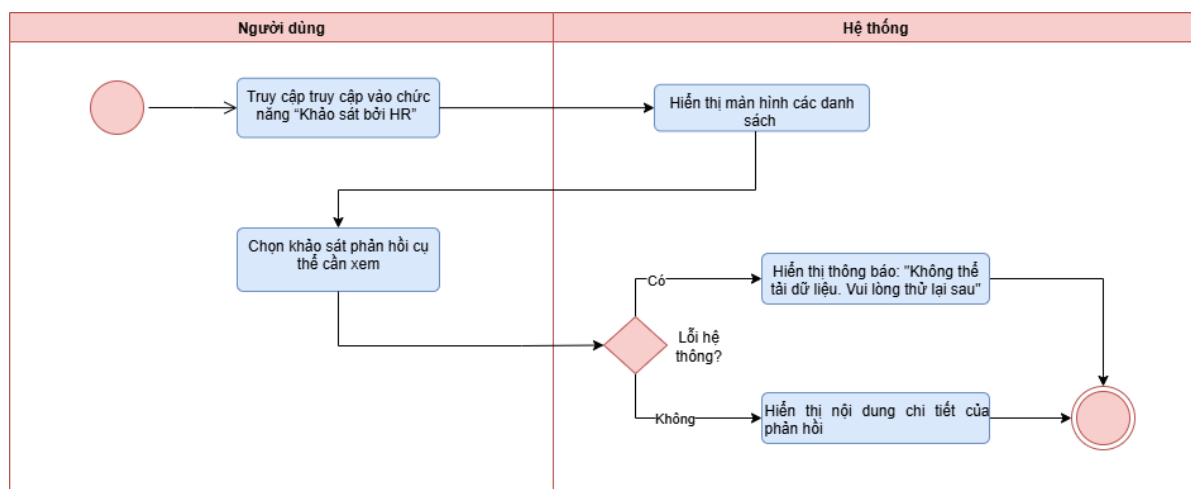 Người dùng
Hệ thống
Truy cập truy cập vào chức
năng “Khảo sát bởi HR”
Hiển thị màn hình các danh
sách
Chọn khảo sát phản hồi cụ
thể cần xem
Có
Hiển thị thông báo: "Không thể
tải dữ liệu. Vui lòng thử lại sau"
Lỗi hệ
thông?
Không
Hiển thị nội dung chi tiết của
phản hồi